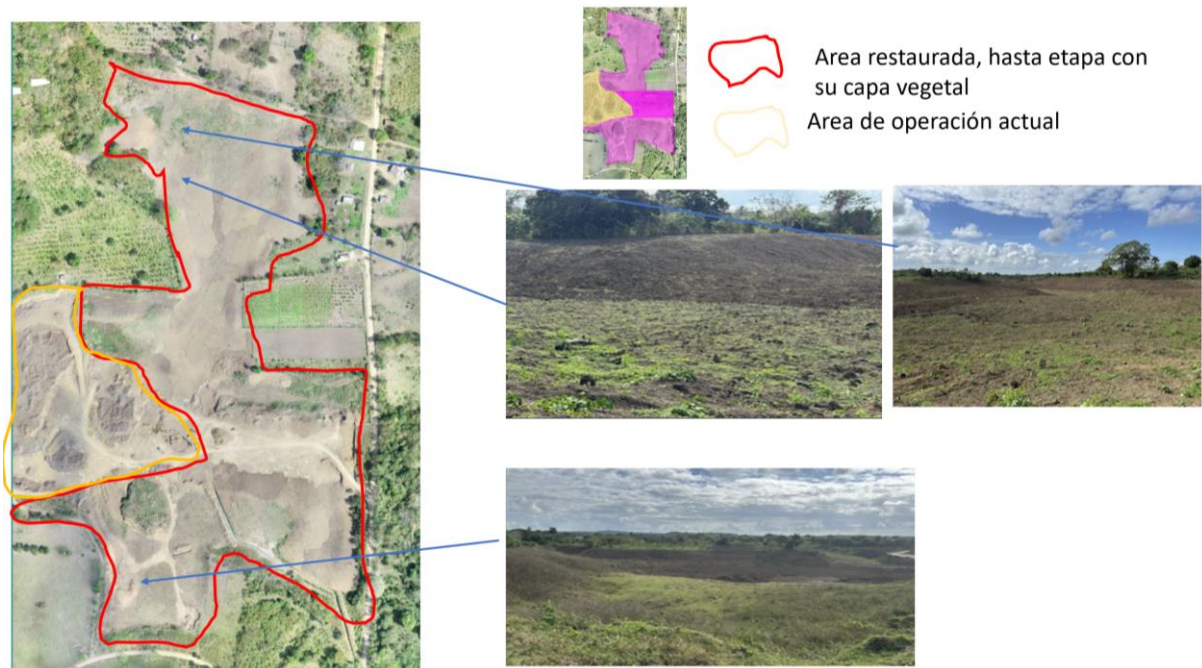 Area restaurada, hasta etapa con
su capa vegetal
Area de operación actual